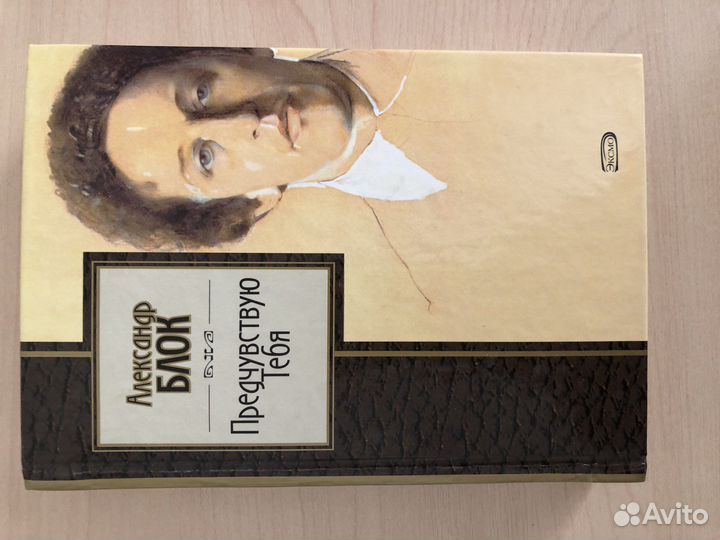 Александр
БЛОК
Предчувствую
Тебя
ЭКСМО
Avito